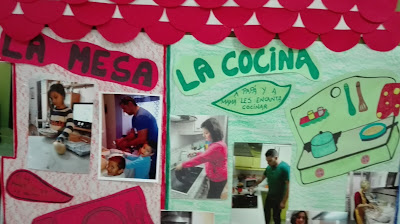 LA MESA
LA COCINA
A PAPÁ Y A
MAMÁ LES ENCANTA
COCINAR